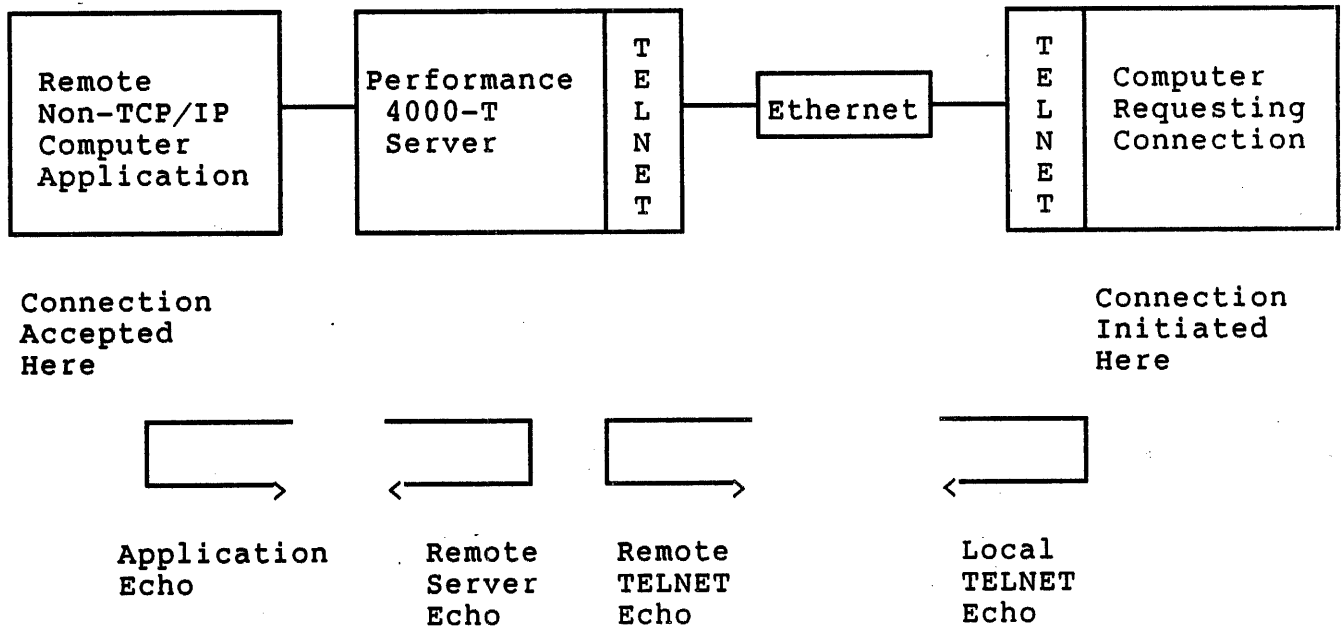 Remote
Non-TCP/IP
Computer
Application
Performance
4000-T
Server
T
E
L
N
E
T
Ethernet
T
E
L
N
E
T
Computer
Requesting
Connection
Connection
Accepted
Here
Connection
Initiated
Here
Application
Echo
Remote
Server
Echo
Remote
TELNET
Echo
Local
TELNET
Echo